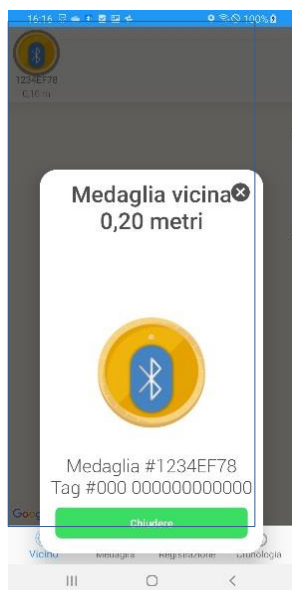 16:16
100%
1234EF78
0,10 m
Medaglia vicina
0,20 metri
Medaglia #1234EF78
Tag #000 000000000000
Chiudere
Vicino Medaglia Registrazione Cronologia